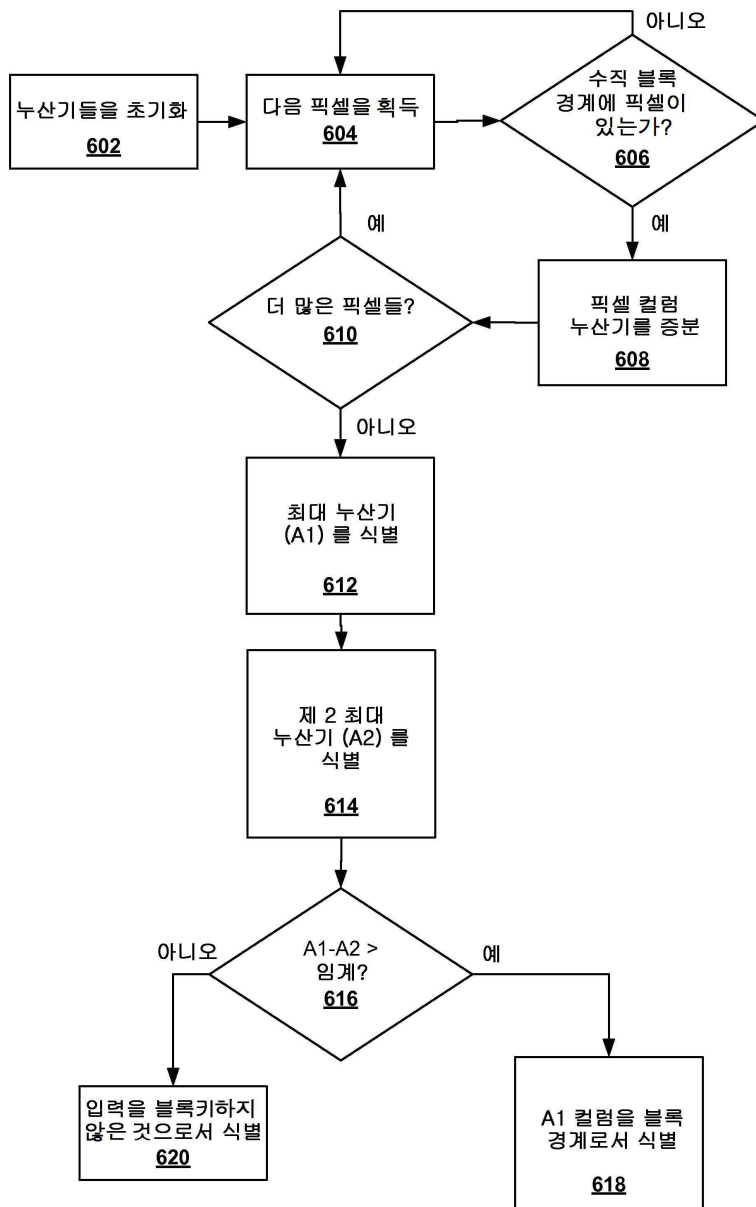 아니오
누산기들을 초기화
602
다음 픽셀을 획득
604
수직 블록
경계에 픽셀이
있는가?
606
예
예
더 많은 픽셀들?
610
픽셀 컬럼
누산기를 증분
608
아니오
최대 누산기
(A1) 를 식별
612
제 2 최대
누산기 (A2) 를
식별
614
아니오
A1-A2 >
임계?
616
예
입력을 블록키하지
않은 것으로서 식별
620
A1 컬럼을 블록
경계로서 식별
618